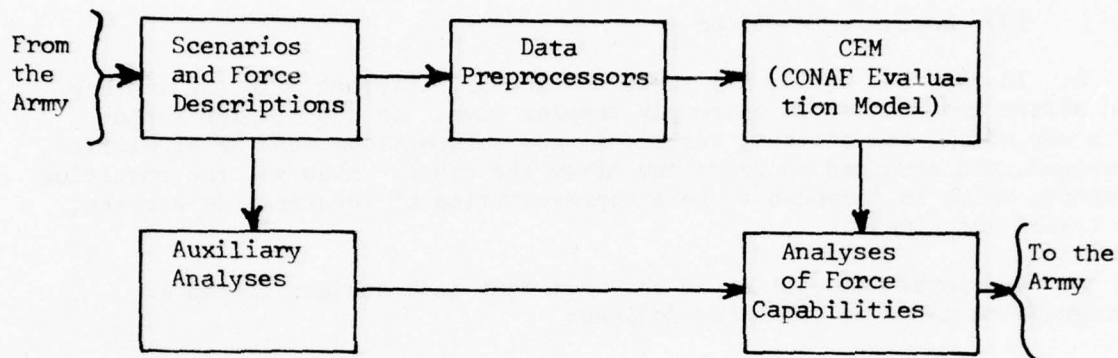 From
the
Army
Scenarios
and Force
Descriptions
Data
Preprocessors
CEM
(CONAF Evalua-
tion Model)
Auxiliary
Analyses
Analyses
of Force
Capabilities
To the
Army